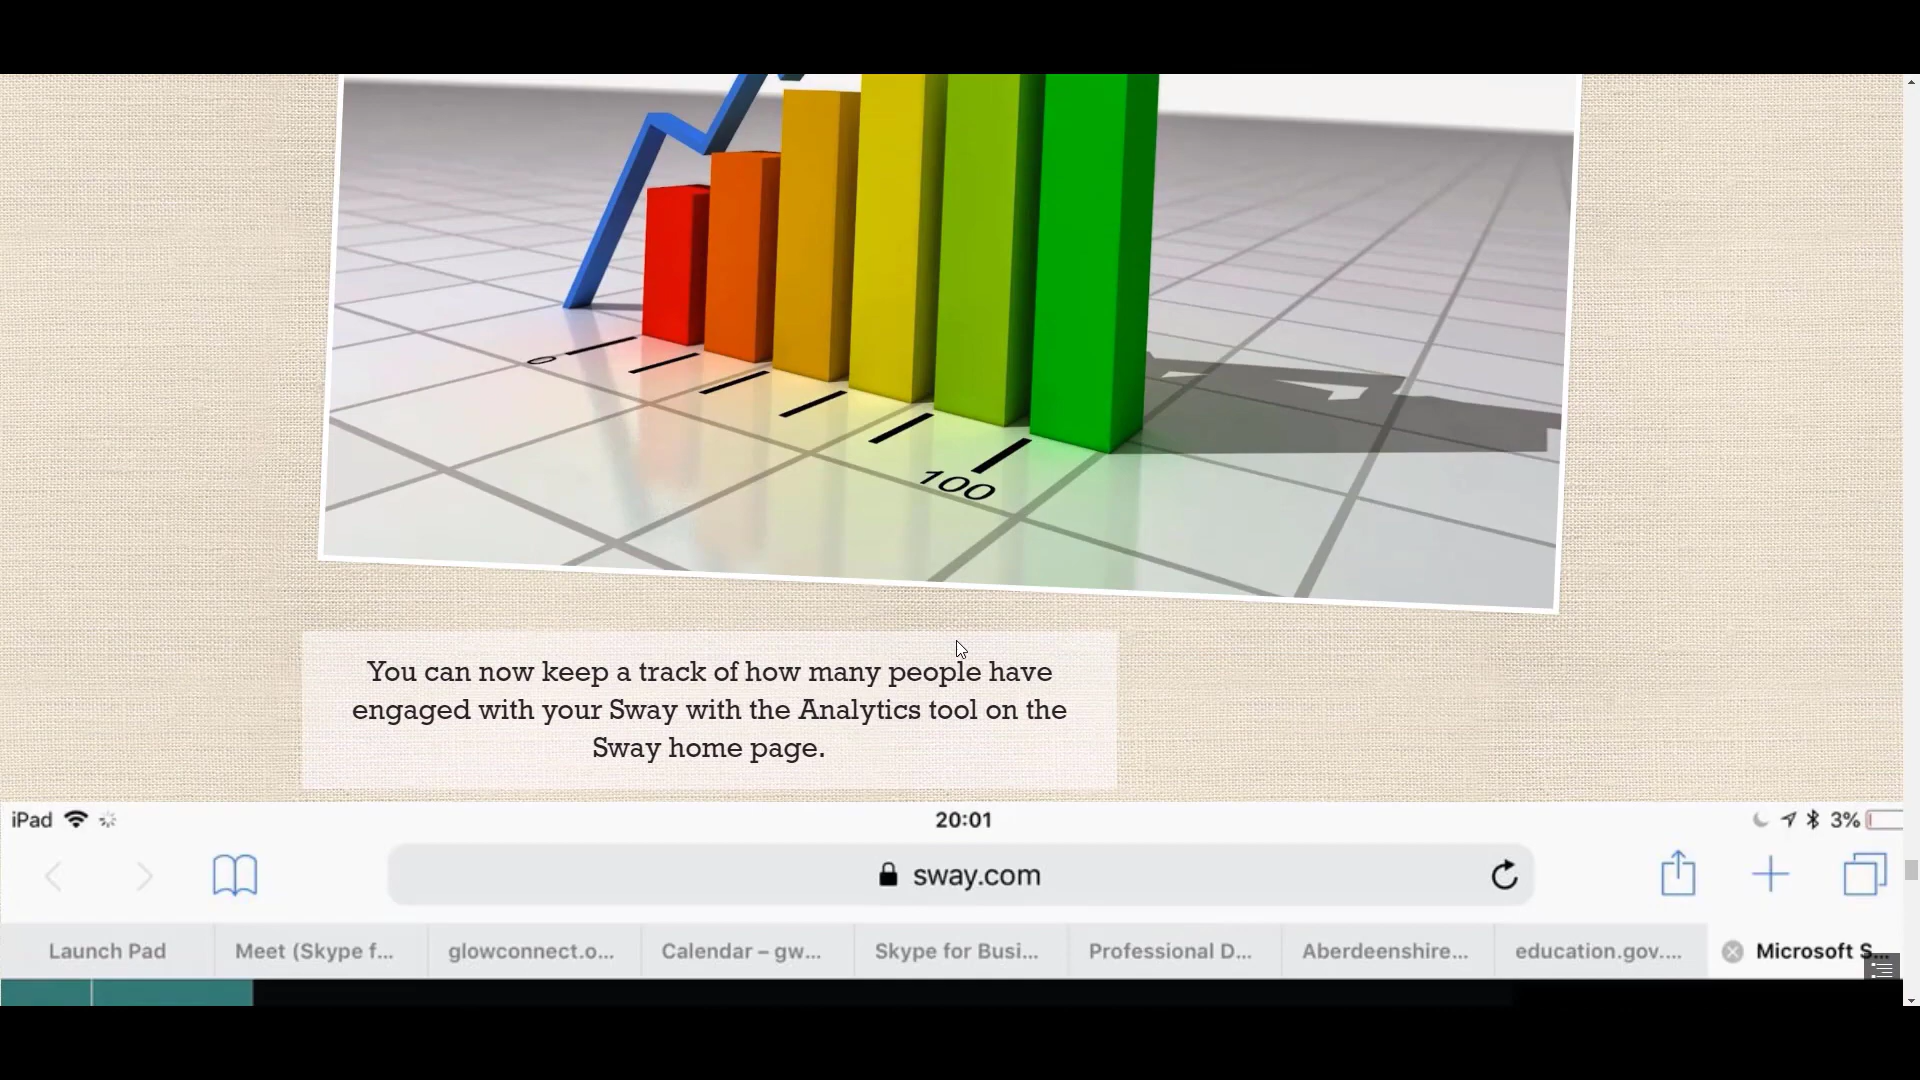 0
100
You can now keep a track of how many people have
engaged with your Sway with the Analytics tool on the
Sway home page.
iPad 20:01 3%
sway.com
Launch Pad Meet (Skype f... glowconnect.o... Calendar – gw... Skype for Busi... Professional D... Aberdeenshire... education.gov.... Microsoft S...